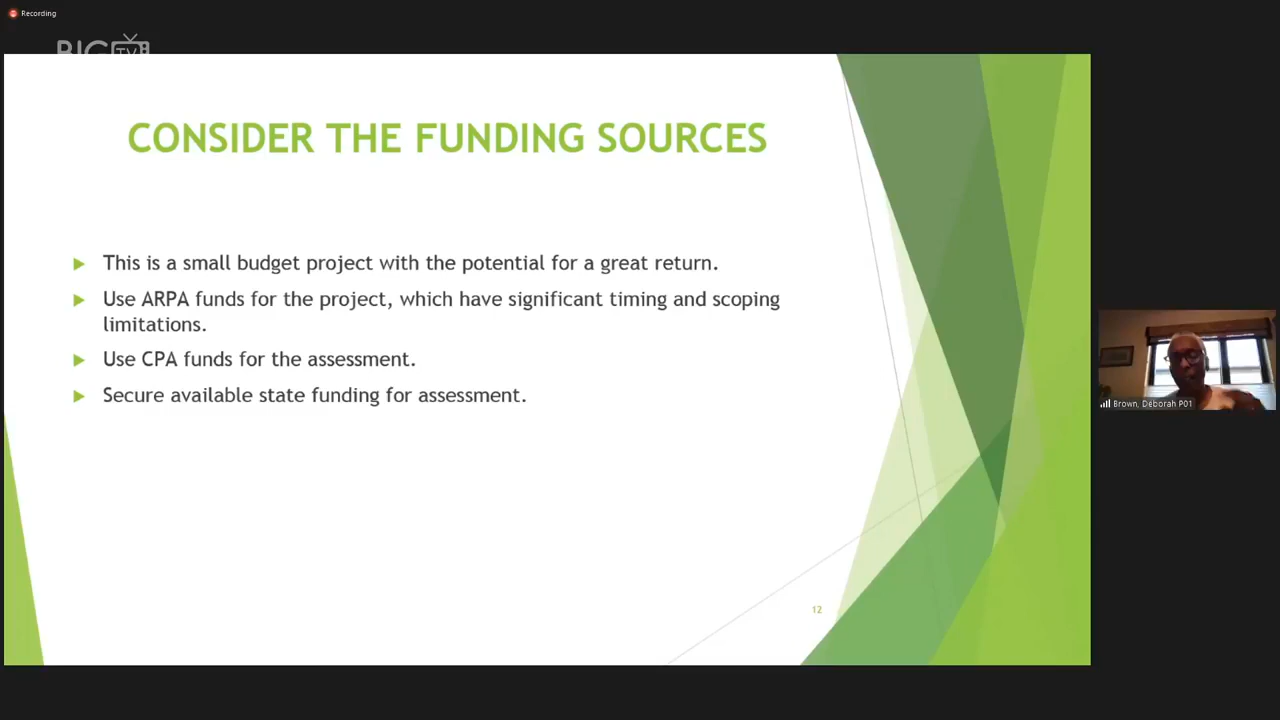 Recording
BIG TV
CONSIDER THE FUNDING SOURCES
This is a small budget project with the potential for a great return.
Use ARPA funds for the project, which have significant timing and scoping
limitations.
Use CPA funds for the assessment.
Secure available state funding for assessment.
Brown, Deborah P01
12